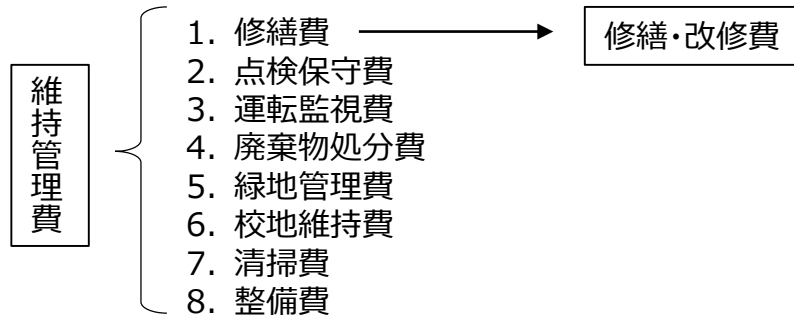 維持管理費
1. 修繕費
修繕・改修費
2. 点検保守費
3. 運転監視費
4. 廃棄物処分費
5. 緑地管理費
6. 校地維持費
7. 清掃費
8. 整備費